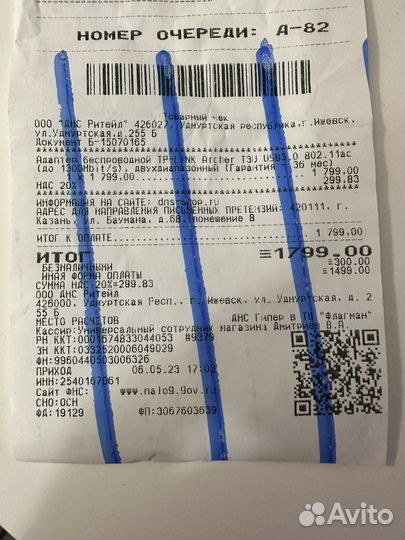 НОМЕР ОЧЕРЕДИ: А-82
Товарный чек
ООО "ДНС Ритейл" 426027, Удмуртская республика, г.Ижевск,
ул.Удмуртская,д.255 Б
Документ Б-15070165
Адаптер беспроводной TP-LINK Archer T3U USB3.0 802.11ac
(до 1300Mbit/s), двухдиапазонный (Гарантия : 36 мес)
1 x 1 799.00 1 799.00
НДС 20% 299.83
ИНФОРМАЦИЯ НА САЙТЕ: dns-shop.ru
АДРЕС ДЛЯ НАПРАВЛЕНИЯ ПИСЬМЕННЫХ ПРЕТЕНЗИЙ: 420111, г.
Казань, ул. Баумана, д.68, помещение 8
ИТОГ К ОПЛАТЕ 1 799.00
ИТОГ ≡1799.00
БЕЗНАЛИЧНЫМИ ≡300.00
ИНАЯ ФОРМА ОПЛАТЫ ≡1499.00
СУММА НДС 20%=299.83
ООО ДНС Ритейл
426000, Удмуртская Респ., г. Ижевск, ул. Удмуртская, д. 2
55 Б
МЕСТО РАСЧЕТОВ ДНС Гипер в ТЦ "Флагман"
Кассир:Универсальный сотрудник магазина Дмитриев В.А.
РН ККТ:0001674833044053 #9379
ЗН ККТ:0332520006049029
ФН:9960440503006326
ПРИХОД 06.05.23 17:03
ИНН:2540167061
Сайт ФНС: www.nalog.gov.ru
СНО:ОСН
ФД:19129 ФП:3067603639
Avito